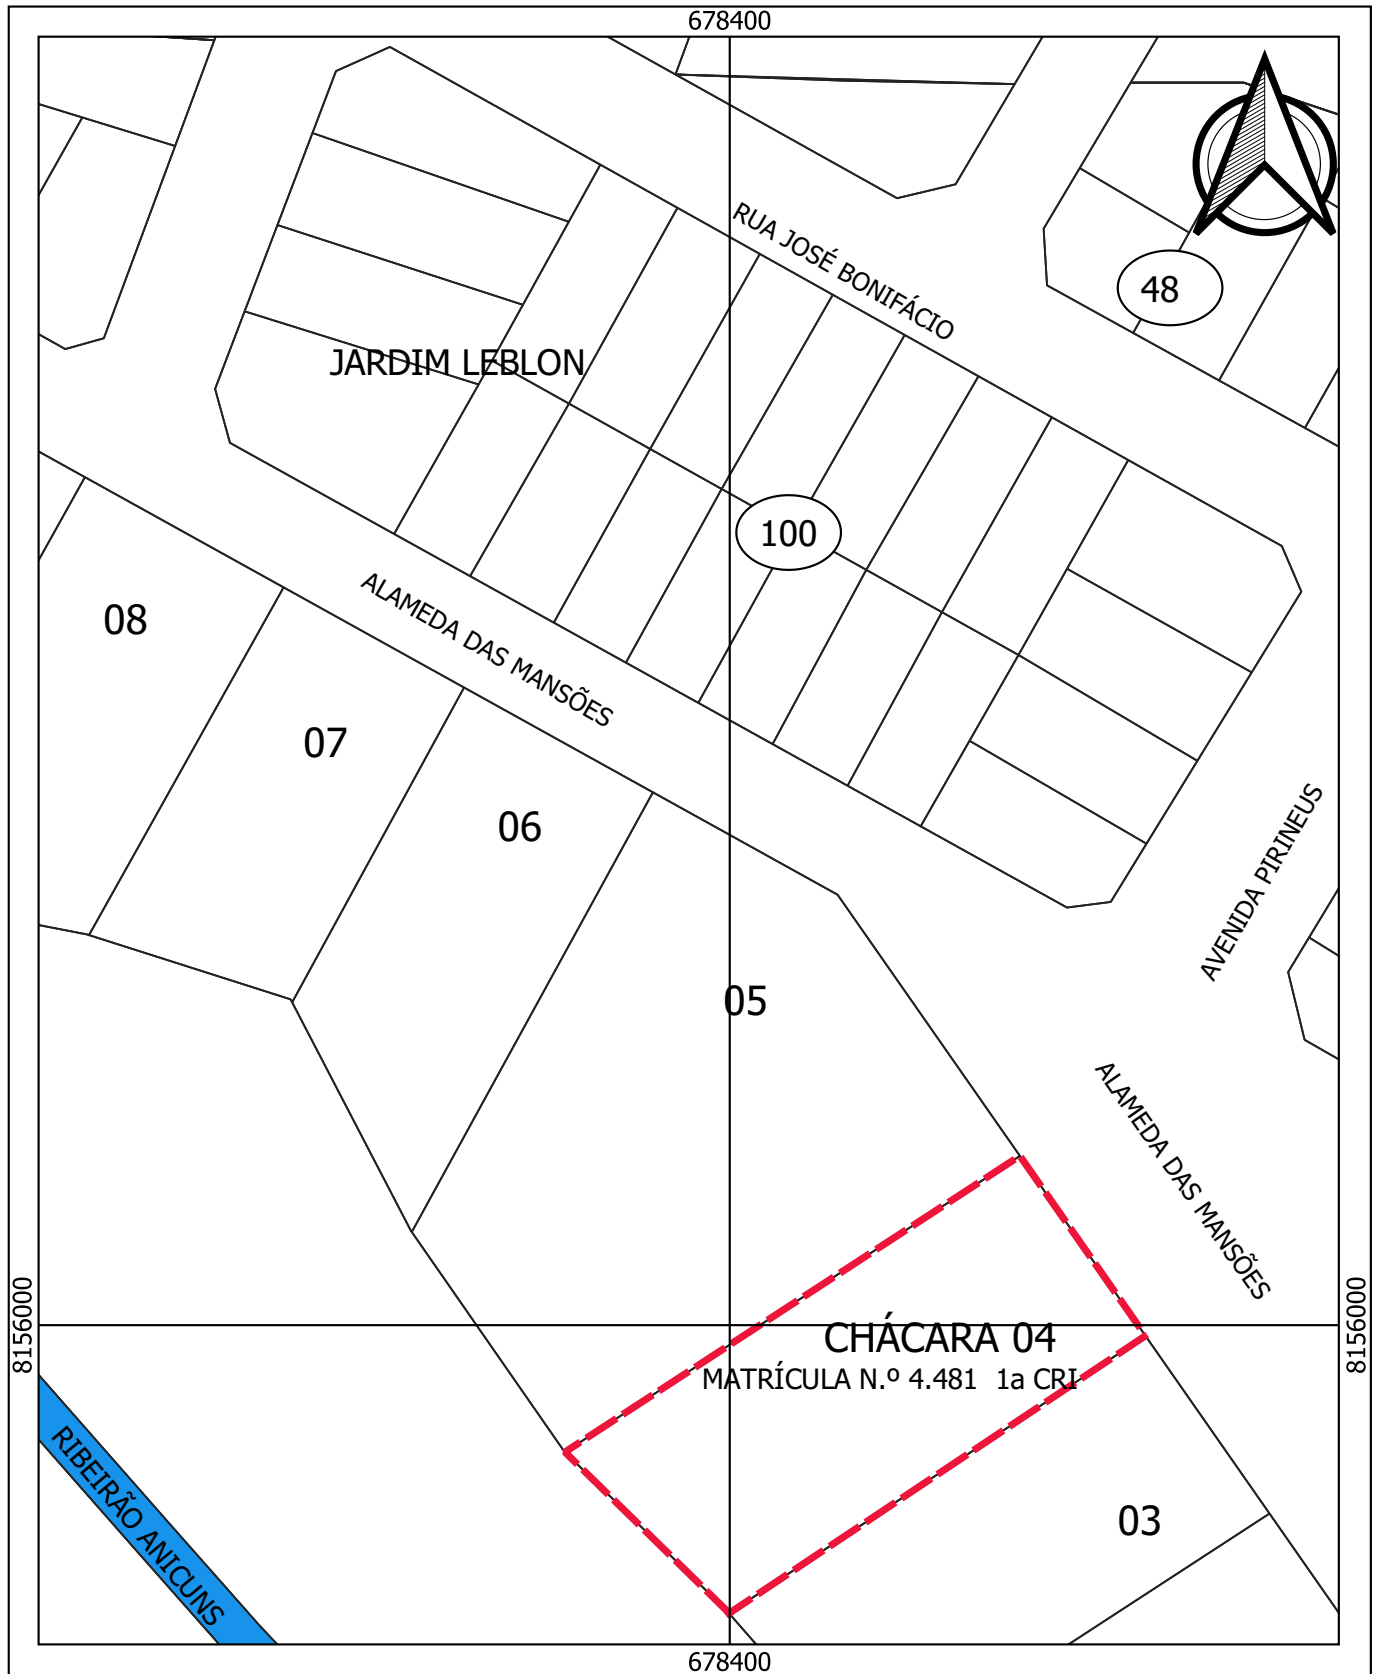 678400
RUA JOSÉ BONIFÁCIO
48
JARDIM LEBLON
100
ALAMEDA DAS MANSÕES
08
07
06
AVENIDA PIRINEUS
05
ALAMEDA DAS MANSÕES
8156000
8156000
CHÁCARA 04
MATRÍCULA N.º 4.481 1a CRI
RIBEIRÃO ANICUNS
03
678400